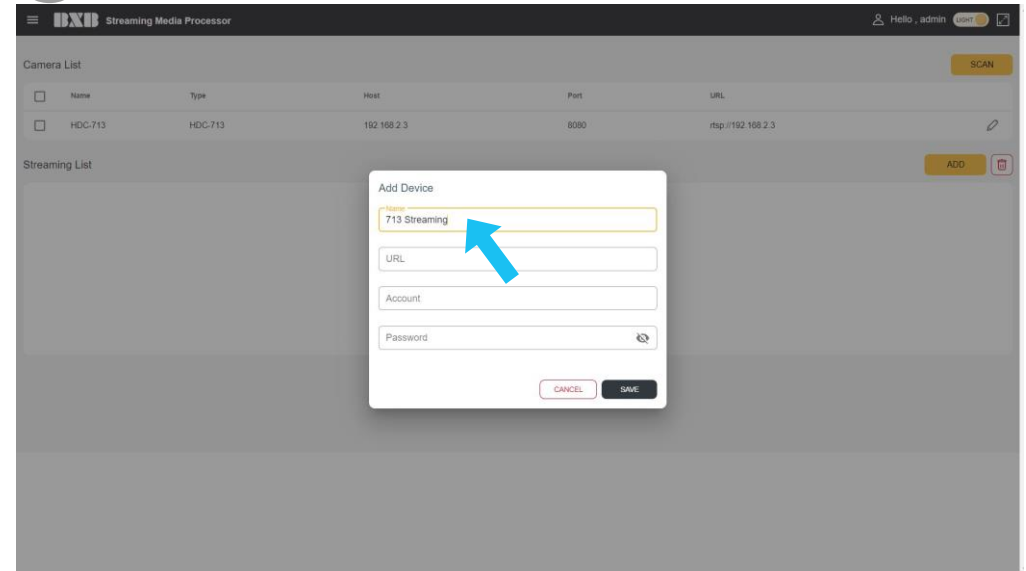 BXB Streaming Media Processor
Hello , admin LIGHT
Camera List SCAN
Name Type Host Port URL
HDC-713 HDC-713 192.168.2.3 8080 rtsp://192.168.2.3
Streaming List ADD
Add Device
Name
713 Streaming
URL
Account
Password
CANCEL SAVE